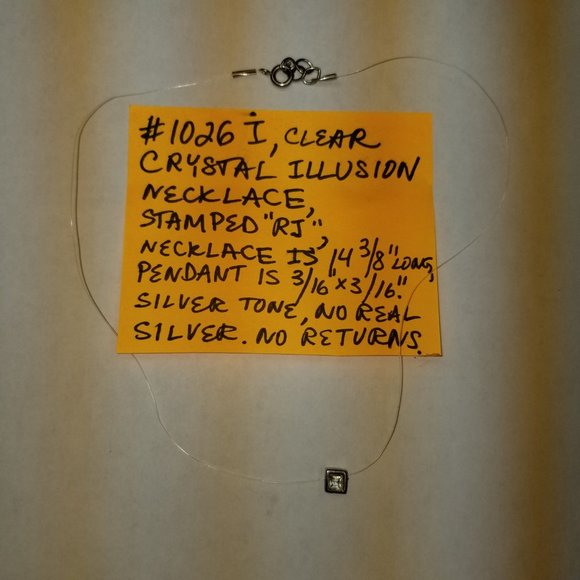 #1026 I, CLEAR
CRYSTAL ILLUSION
NECKLACE,
STAMPED "RJ",
NECKLACE IS 14 3/8" LONG,
PENDANT IS 3/16" X 3/16".
SILVER TONE, NO REAL
SILVER. NO RETURNS.